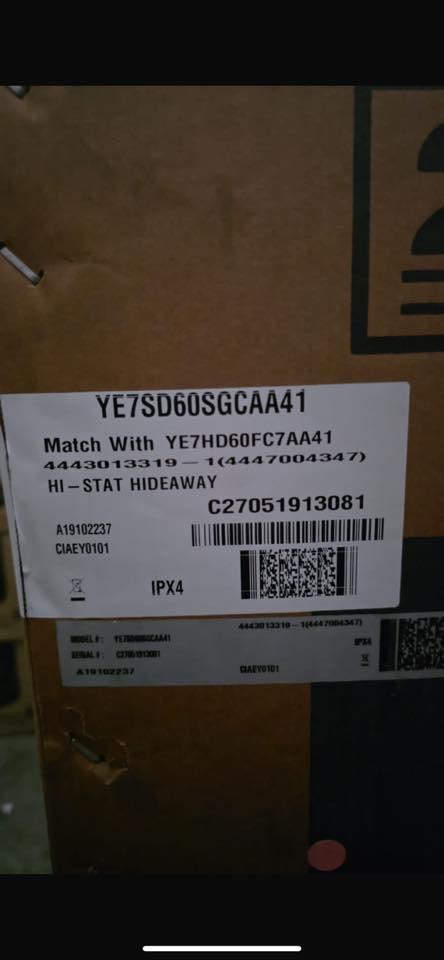 YE7SD60SGCAA41
Match With YE7HD60FC7AA41
4443013319-1(4447004347)
HI-STAT HIDEAWAY
C27051913081
A19102237
CIAEY0101
IPX4
4443013319-1(4447004347)
MODEL #: YE7SD60SGCAA41
IPX4
SERIAL #: C27051913081
A19102237
CIAEY0101